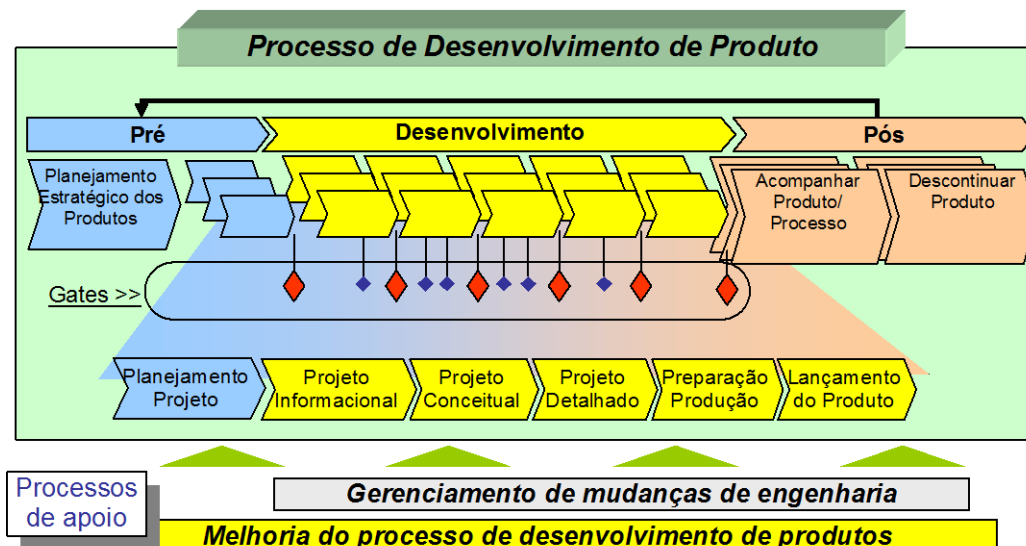 Processo de Desenvolvimento de Produto
Pré
Desenvolvimento
Pós
Planejamento
Estratégico dos
Produtos
Acompanhar
Produto/
Processo
Descontinuar
Produto
Gates >>
Planejamento
Projeto
Projeto
Informacional
Projeto
Conceitual
Projeto
Detalhado
Preparação
Produção
Lançamento
do Produto
Processos
de apoio
Gerenciamento de mudanças de engenharia
Melhoria do processo de desenvolvimento de produtos